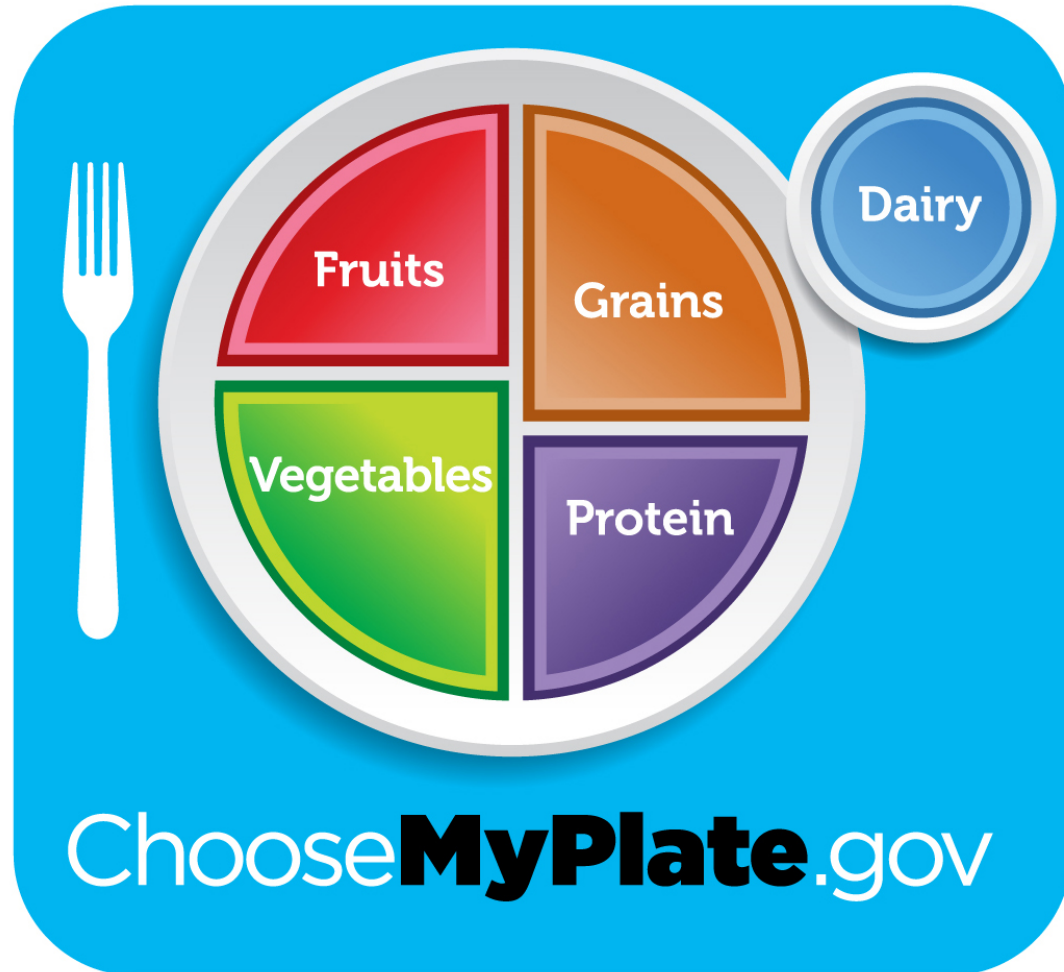 Dairy
Fruits
Grains
Vegetables
Protein
ChooseMyPlate.gov